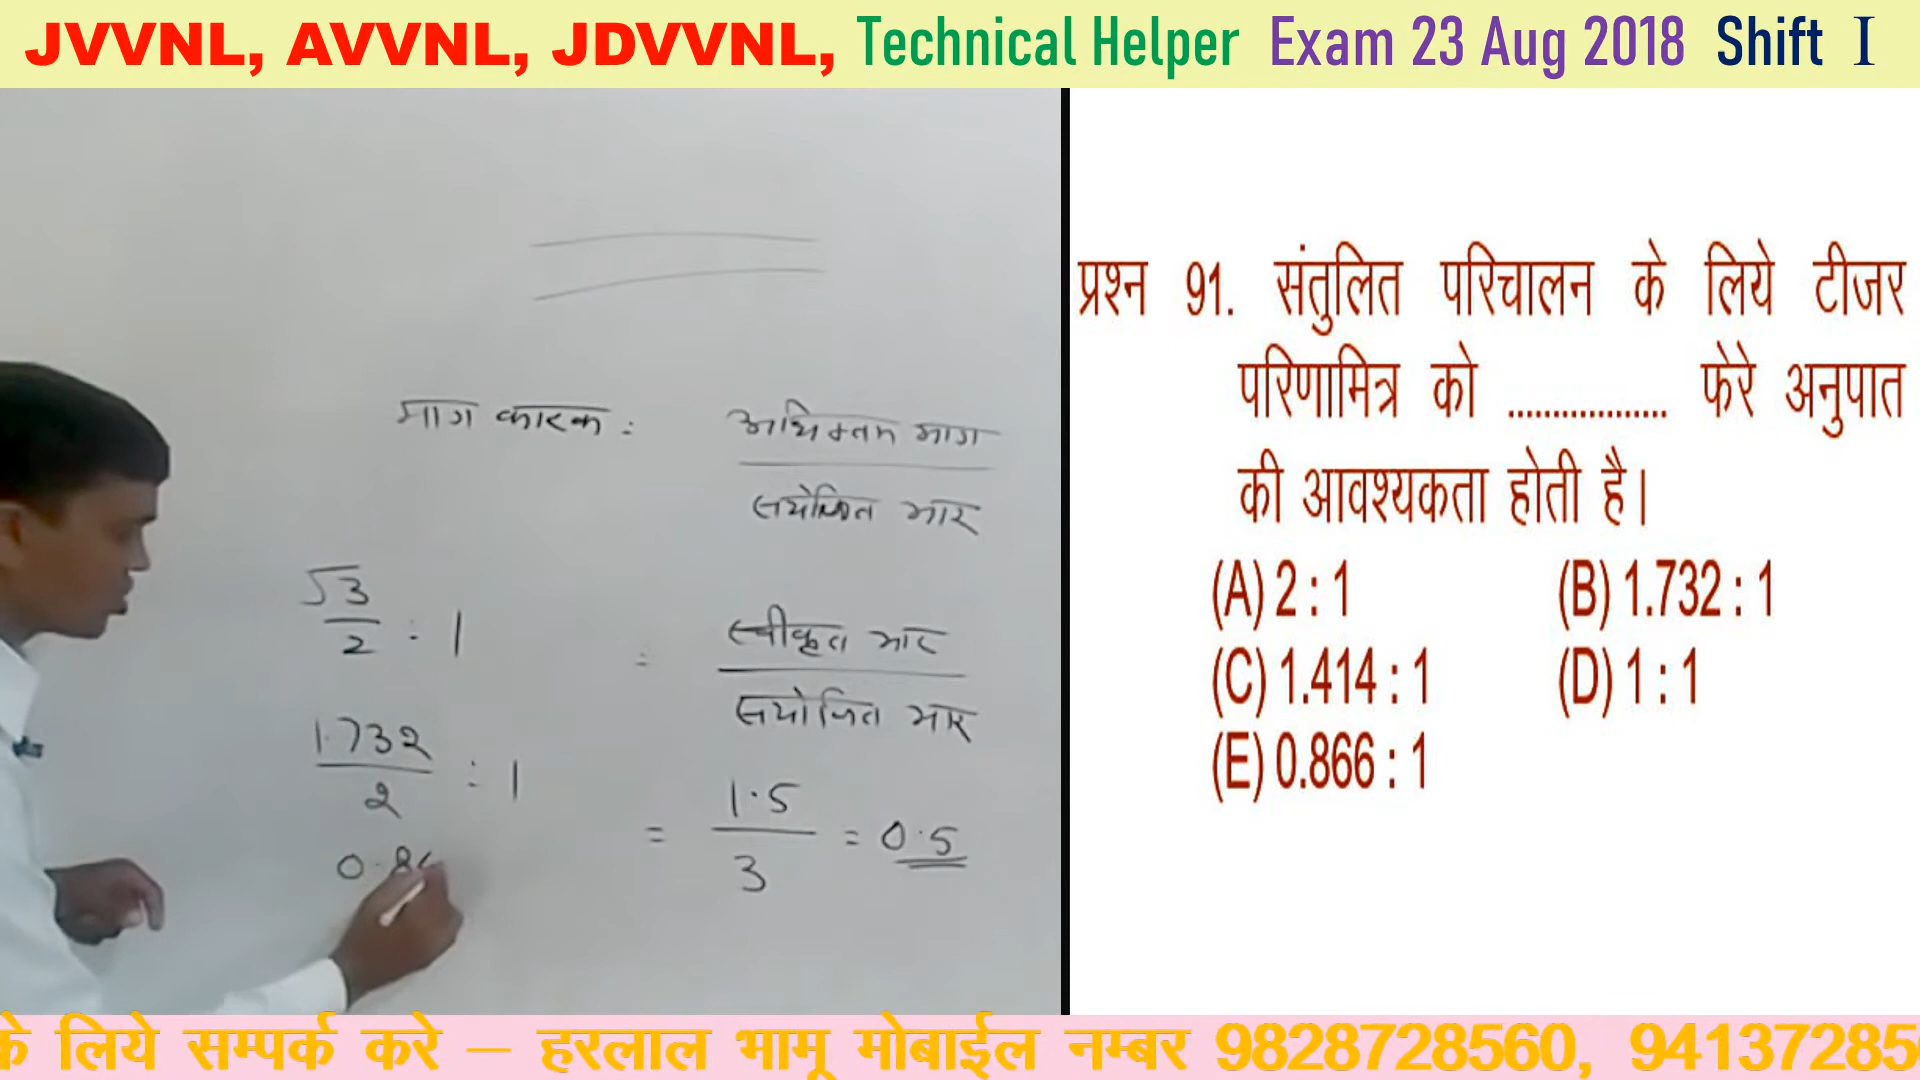 JVVNL, AVVNL, JDVVNL, Technical Helper Exam 23 Aug 2018 Shift I
माग कारक : अधिकतम माग
संयोजित भार
√3
2 : 1
= स्वीकृत भार
संयोजित भार
1.732
2 : 1
= 1.5
3 = 0.5
0.86
प्रश्न 91. संतुलित परिचालन के लिये टीजर
परिणामित्र को .................. फेरे अनुपात
की आवश्यकता होती है।
(A) 2 : 1 (B) 1.732 : 1
(C) 1.414 : 1 (D) 1 : 1
(E) 0.866 : 1
के लिये सम्पर्क करे – हरलाल भामू मोबाईल नम्बर 9828728560, 94137285